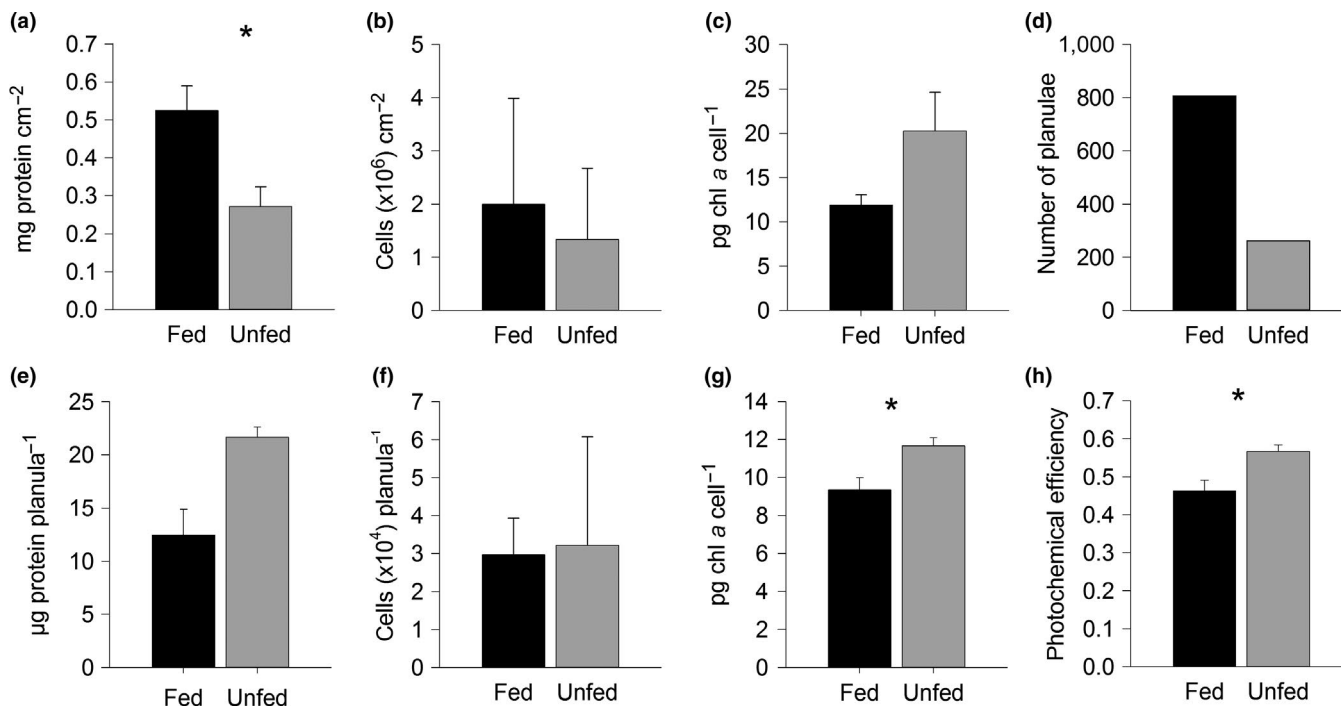 (a)
*
mg protein cm⁻²
0.7
0.6
0.5
0.4
0.3
0.2
0.1
0.0
Fed Unfed
(b)
Cells (x10⁶) cm⁻²
5
4
3
2
1
0
Fed Unfed
(c)
pg chl a cell⁻¹
30
25
20
15
10
5
0
Fed Unfed
(d)
Number of planulae
1,000
800
600
400
200
0
Fed Unfed
(e)
µg protein planula⁻¹
25
20
15
10
5
0
Fed Unfed
(f)
Cells (x10⁴) planula⁻¹
7
6
5
4
3
2
1
0
Fed Unfed
(g)
*
pg chl a cell⁻¹
14
12
10
8
6
4
2
0
Fed Unfed
(h)
*
Photochemical efficiency
0.7
0.6
0.5
0.4
0.3
0.2
0.1
0.0
Fed Unfed